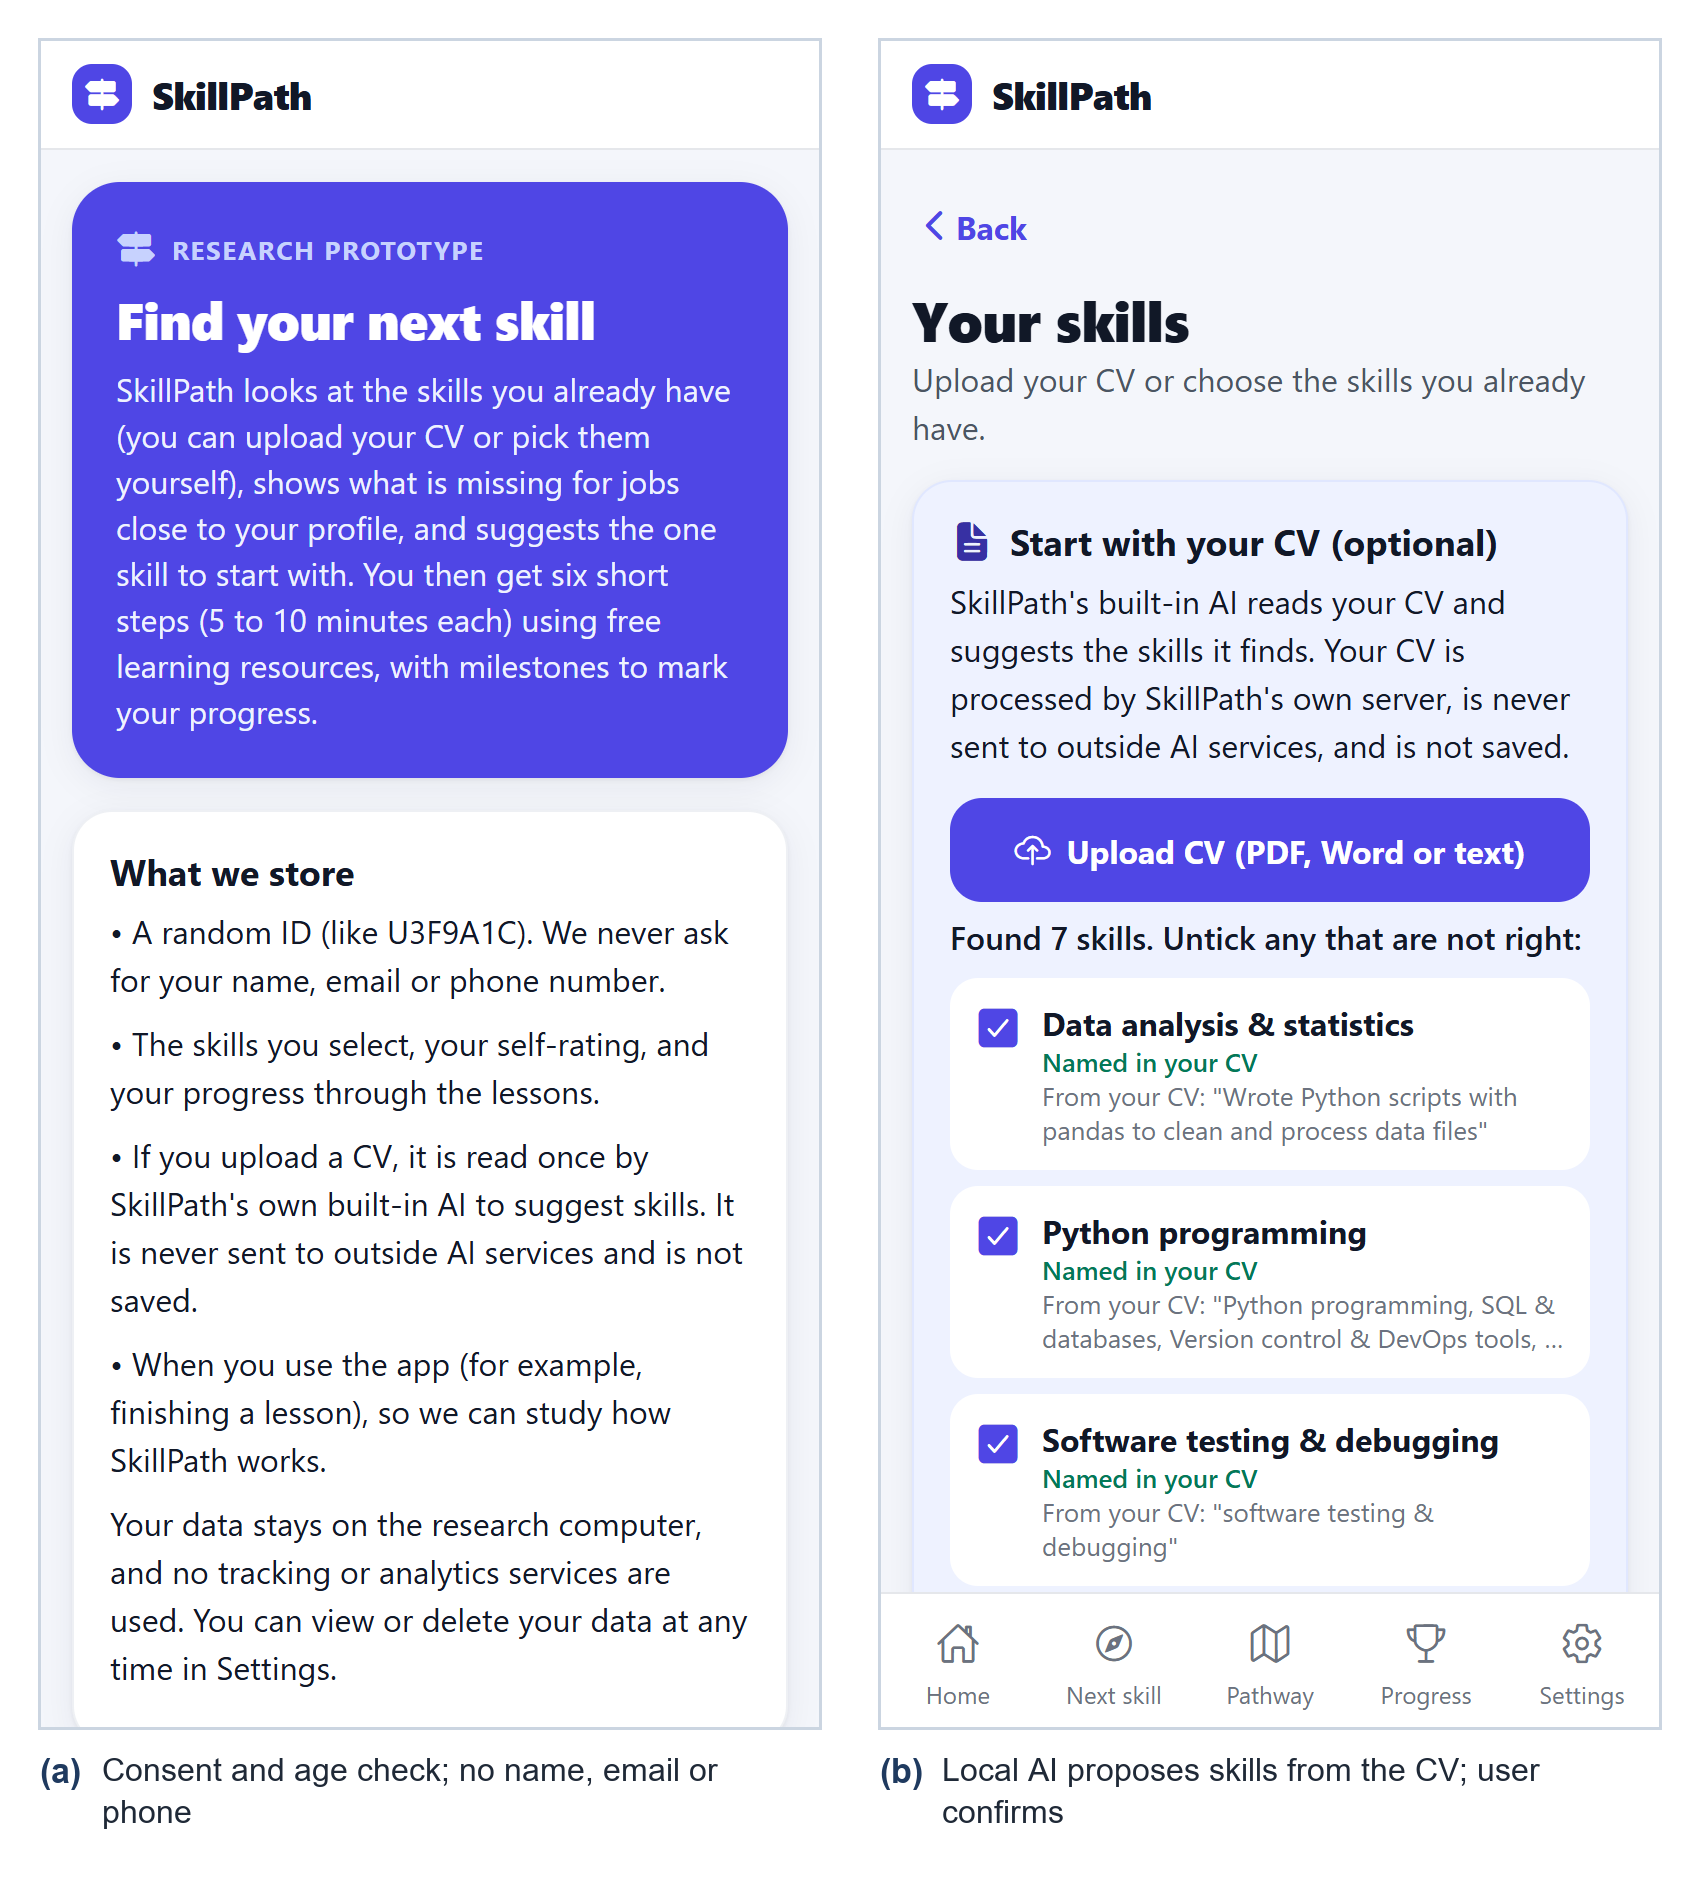 SkillPath
RESEARCH PROTOTYPE
Find your next skill
SkillPath looks at the skills you already have
(you can upload your CV or pick them
yourself), shows what is missing for jobs
close to your profile, and suggests the one
skill to start with. You then get six short
steps (5 to 10 minutes each) using free
learning resources, with milestones to mark
your progress.
What we store
• A random ID (like U3F9A1C). We never ask
for your name, email or phone number.
• The skills you select, your self-rating, and
your progress through the lessons.
• If you upload a CV, it is read once by
SkillPath's own built-in AI to suggest skills. It
is never sent to outside AI services and is not
saved.
• When you use the app (for example,
finishing a lesson), so we can study how
SkillPath works.
Your data stays on the research computer,
and no tracking or analytics services are
used. You can view or delete your data at any
time in Settings.
(a) Consent and age check; no name, email or
phone
SkillPath
Back
Your skills
Upload your CV or choose the skills you already
have.
Start with your CV (optional)
SkillPath's built-in AI reads your CV and
suggests the skills it finds. Your CV is
processed by SkillPath's own server, is never
sent to outside AI services, and is not saved.
Upload CV (PDF, Word or text)
Found 7 skills. Untick any that are not right:
Data analysis & statistics
Named in your CV
From your CV: "Wrote Python scripts with
pandas to clean and process data files"
Python programming
Named in your CV
From your CV: "Python programming, SQL &
databases, Version control & DevOps tools, ...
Software testing & debugging
Named in your CV
From your CV: "software testing &
debugging"
Home Next skill Pathway Progress Settings
(b) Local AI proposes skills from the CV; user
confirms